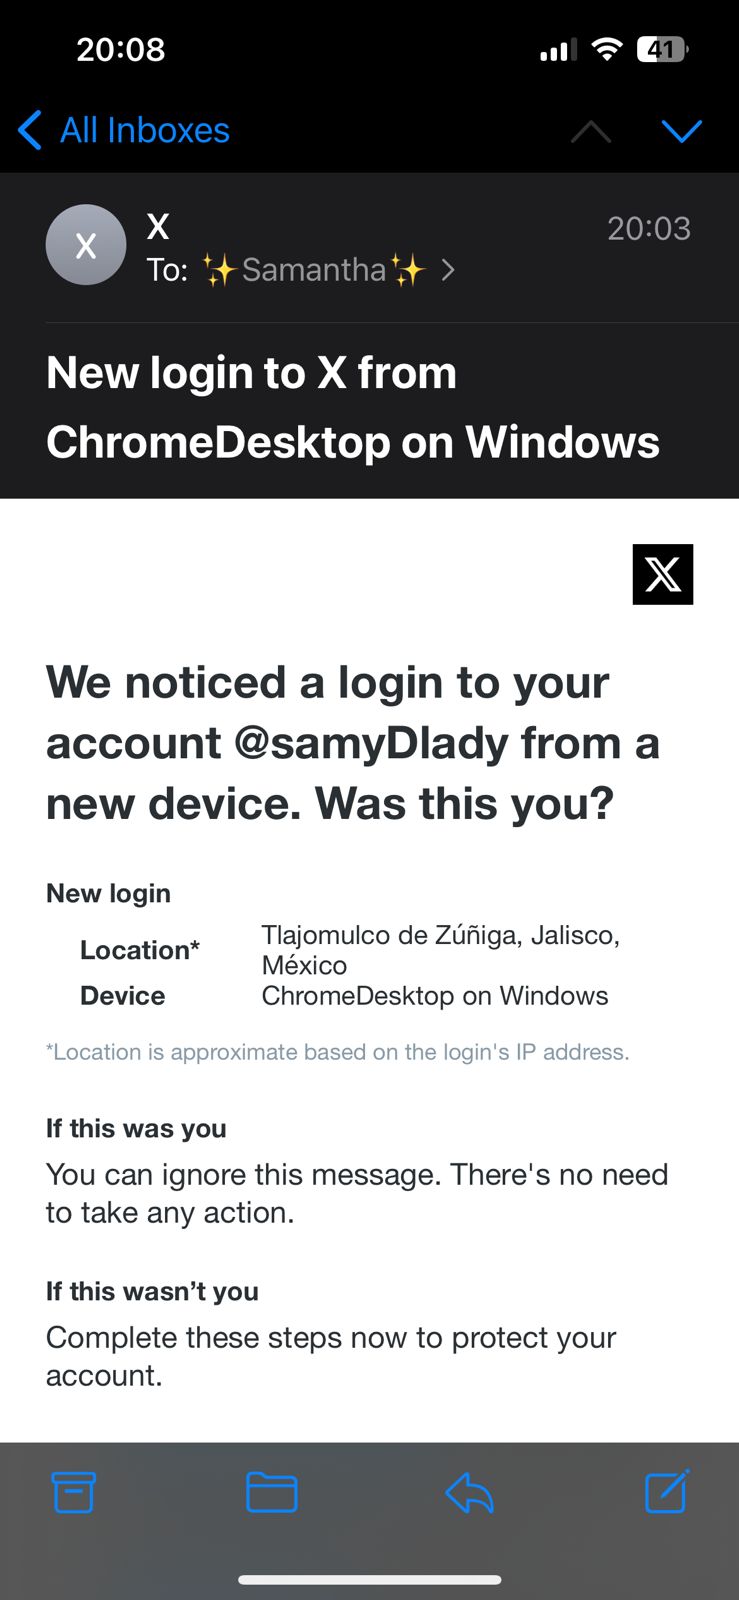 20:08
41
All Inboxes
X
X
20:03
To: ✨Samantha✨
New login to X from
ChromeDesktop on Windows
X
We noticed a login to your
account @samyDlady from a
new device. Was this you?
New login
Location*
Tlajomulco de Zúñiga, Jalisco,
México
Device
ChromeDesktop on Windows
*Location is approximate based on the login's IP address.
If this was you
You can ignore this message. There's no need
to take any action.
If this wasn’t you
Complete these steps now to protect your
account.